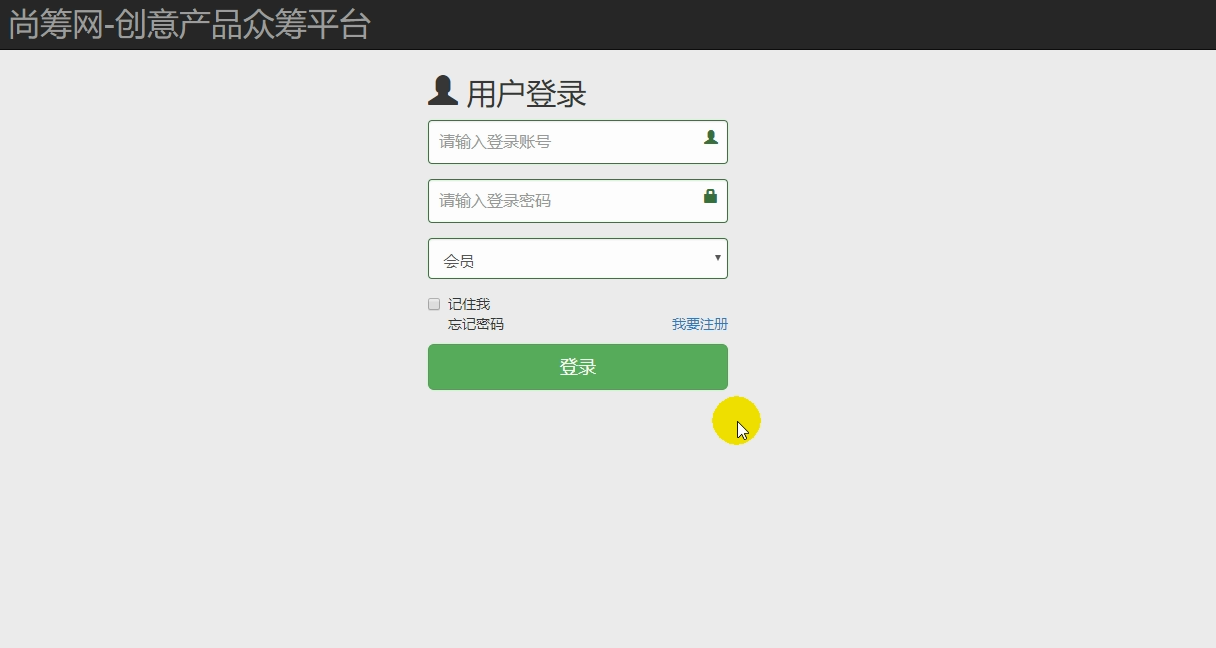 尚筹网-创意产品众筹平台
用户登录
请输入登录账号
请输入登录密码
会员
记住我
忘记密码 我要注册
登录